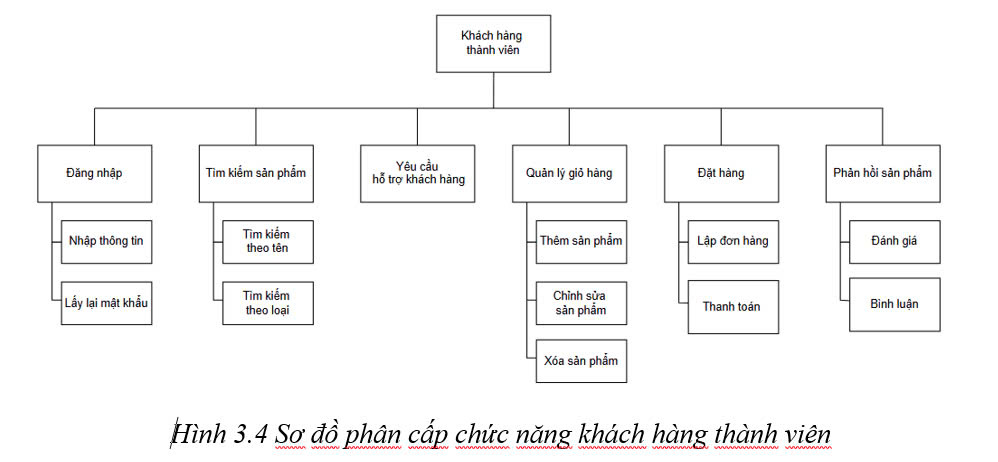 Khách hàng
thành viên
Đăng nhập
Tìm kiếm sản phẩm
Yêu cầu
hỗ trợ khách hàng
Quản lý giỏ hàng
Đặt hàng
Phản hồi sản phẩm
Nhập thông tin
Tìm kiếm
theo tên
Thêm sản phẩm
Lập đơn hàng
Đánh giá
Lấy lại mật khẩu
Tìm kiếm
theo loại
Chỉnh sửa
sản phẩm
Thanh toán
Bình luận
Xóa sản phẩm
Hình 3.4 Sơ đồ phân cấp chức năng khách hàng thành viên